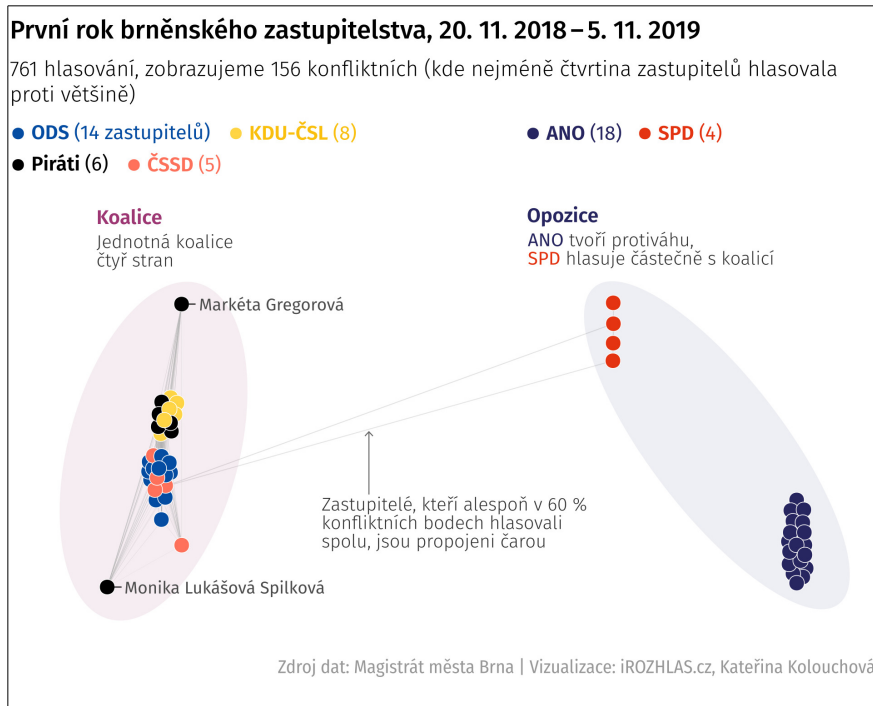 První rok brněnského zastupitelstva, 20. 11. 2018 – 5. 11. 2019
761 hlasování, zobrazujeme 156 konfliktních (kde nejméně čtvrtina zastupitelů hlasovala
proti většině)
ODS (14 zastupitelů) KDU-ČSL (8)
Piráti (6) ČSSD (5)
ANO (18) SPD (4)
Koalice
Jednotná koalice
čtyř stran
Opozice
ANO tvoří protiváhu,
SPD hlasuje částečně s koalicí
Markéta Gregorová
Zastupitelé, kteří alespoň v 60 %
konfliktních bodech hlasovali
spolu, jsou propojeni čarou
Monika Lukášová Spilková
Zdroj dat: Magistrát města Brna | Vizualizace: iROZHLAS.cz, Kateřina Kolouchová